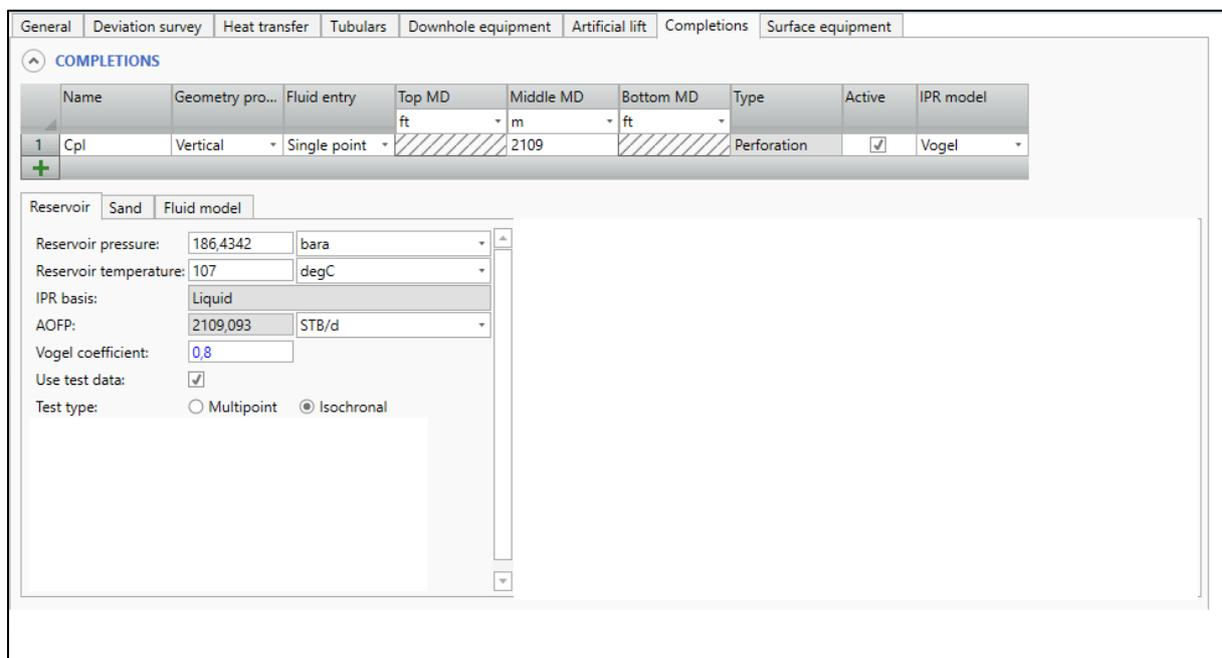 General Deviation survey Heat transfer Tubulars Downhole equipment Artificial lift Completions Surface equipment
COMPLETIONS
Name Geometry pro... Fluid entry Top MD Middle MD Bottom MD Type Active IPR model
ft m ft
1 Cpl Vertical Single point 2109 Perforation Vogel
Reservoir Sand Fluid model
Reservoir pressure: 186,4342 bara
Reservoir temperature: 107 degC
IPR basis: Liquid
AOFP: 2109,093 STB/d
Vogel coefficient: 0,8
Use test data:
Test type: Multipoint Isochronal